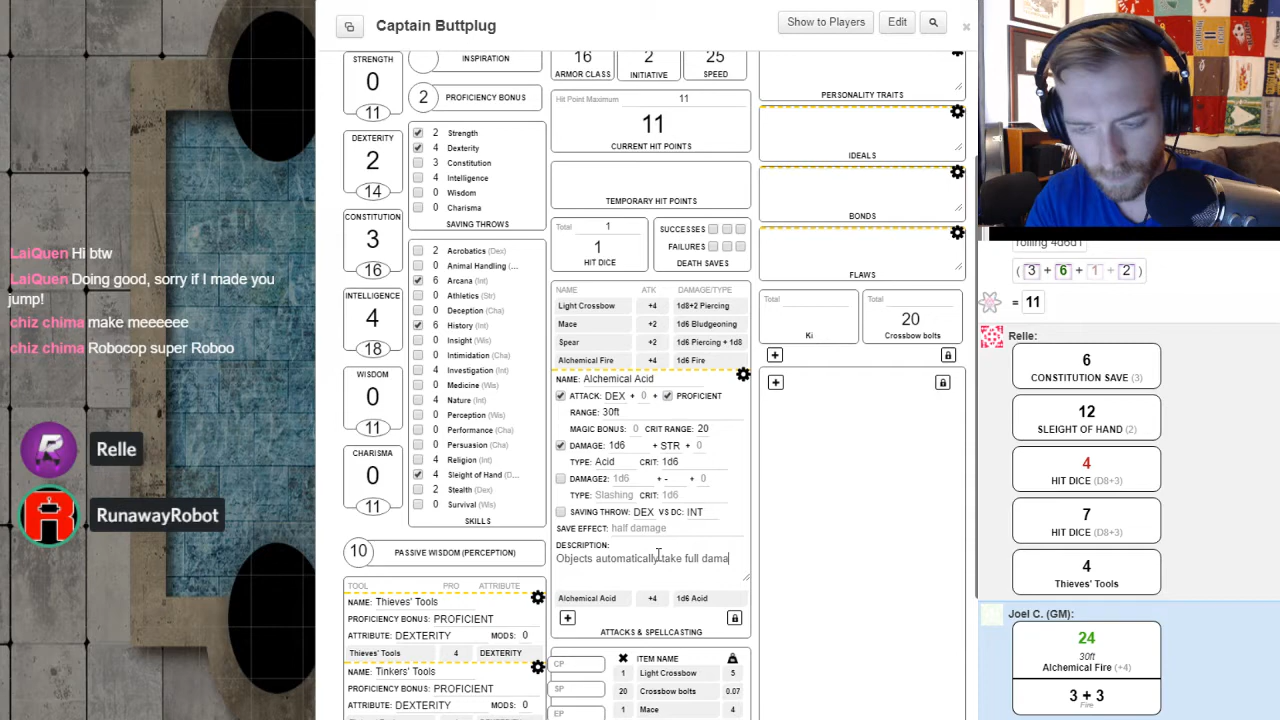 Captain Buttplug
Show to Players
Edit
STRENGTH
0
11
DEXTERITY
2
14
CONSTITUTION
3
16
INTELLIGENCE
4
18
WISDOM
0
11
CHARISMA
0
11
INSPIRATION
2 PROFICIENCY BONUS
2 Strength
4 Dexterity
3 Constitution
4 Intelligence
0 Wisdom
0 Charisma
SAVING THROWS
2 Acrobatics (Dex)
0 Animal Handling (...
6 Arcana (Int)
0 Athletics (Str)
0 Deception (Cha)
6 History (Int)
0 Insight (Wis)
0 Intimidation (Cha)
4 Investigation (Int)
0 Medicine (Wis)
4 Nature (Int)
0 Perception (Wis)
0 Performance (Cha)
0 Persuasion (Cha)
4 Religion (Int)
4 Sleight of Hand (D...
2 Stealth (Dex)
0 Survival (Wis)
SKILLS
10 PASSIVE WISDOM (PERCEPTION)
TOOL PRO ATTRIBUTE
NAME: Thieves' Tools
PROFICIENCY BONUS: PROFICIENT
ATTRIBUTE: DEXTERITY MODS: 0
Thieves' Tools 4 DEXTERITY
NAME: Tinkers' Tools
PROFICIENCY BONUS: PROFICIENT
ATTRIBUTE: DEXTERITY MODS: 0
16 2 25
ARMOR CLASS INITIATIVE SPEED
Hit Point Maximum 11
11
CURRENT HIT POINTS
TEMPORARY HIT POINTS
Total 1
1
HIT DICE
SUCCESSES
FAILURES
DEATH SAVES
NAME ATK DAMAGE/TYPE
Light Crossbow +4 1d8+2 Piercing
Mace +2 1d6 Bludgeoning
Spear +2 1d6 Piercing + 1d8
Alchemical Fire +4 1d6 Fire
NAME: Alchemical Acid
ATTACK: DEX + 0 + PROFICIENT
RANGE: 30ft
MAGIC BONUS: 0 CRIT RANGE: 20
DAMAGE: 1d6 + STR + 0
TYPE: Acid CRIT: 1d6
DAMAGE2: 1d6 + - + 0
TYPE: Slashing CRIT: 1d6
SAVING THROW: DEX VS DC: INT
SAVE EFFECT: half damage
DESCRIPTION:
Objects automatically take full dama
Alchemical Acid +4 1d6 Acid
ATTACKS & SPELLCASTING
CP
SP
EP
ITEM NAME
1 Light Crossbow 5
20 Crossbow bolts 0.07
1 Mace 4
PERSONALITY TRAITS
IDEALS
BONDS
FLAWS
Total
Ki
Total
20
Crossbow bolts
LaiQuen Hi btw
LaiQuen Doing good, sorry if I made you
jump!
chiz chima make meeeeee
chiz chima Robocop super Roboo
Relle
RunawayRobot
rolling 4d6d1
(3+6+1+2)
= 11
Relle:
6
CONSTITUTION SAVE (3)
12
SLEIGHT OF HAND (2)
4
HIT DICE (D8+3)
7
HIT DICE (D8+3)
4
Thieves' Tools
Joel C. (GM):
24
30ft
Alchemical Fire (+4)
3 + 3
Fire